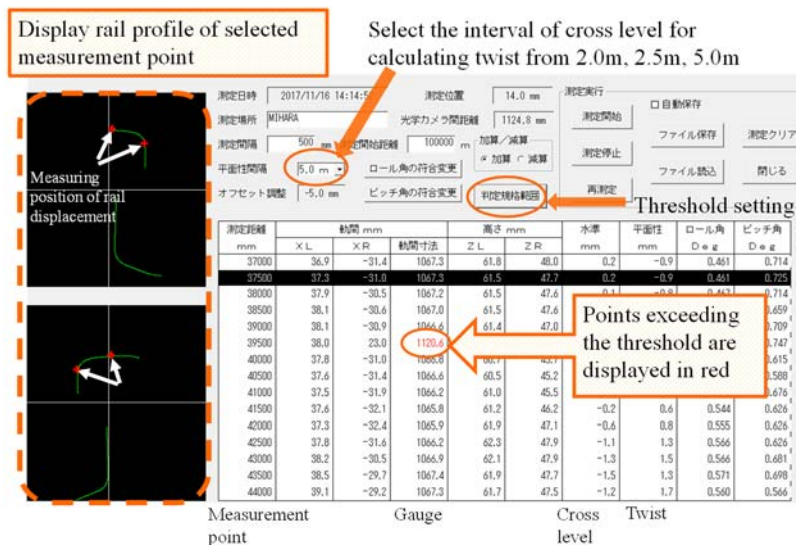 Display rail profile of selected
measurement point
Select the interval of cross level for
calculating twist from 2.0m, 2.5m, 5.0m
測定日時 2017/11/16 14:14:5 測定位置 14.0 mm 測定実行
測定場所 MIHARA 光学カメラ間距離 1124.8 mm 測定開始 自動保存
測定間隔 500 mm 測定開始距離 100000 m 加算/減算 ファイル保存 測定クリア
平面性間隔 5.0 m ロール角の符合変更 加算 減算 測定停止
オフセット調整 -5.0 mm ピッチ角の符合変更 判定規格範囲 再測定 ファイル読込 閉じる
Measuring
position of rail
displacement
Threshold setting
測定距離 軌間 mm 高さ mm 水準 平面性 ロール角 ピッチ角
mm XL XR 軌間寸法 ZL ZR mm mm Deg Deg
37000 36.9 -31.4 1067.3 61.8 48.0 0.2 -0.9 0.461 0.714
37500 37.3 -31.0 1067.3 61.5 47.7 0.2 -0.9 0.461 0.725
38000 37.9 -30.5 1067.2 61.5 47.6 0.714
38500 38.1 -30.6 1067.0 61.5 47.6 .659
39000 38.1 -30.9 1066.6 61.4 47.0 .709
39500 38.0 23.0 1120.6 .747
40000 37.8 -31.0 1066.8 .615
40500 37.6 -31.4 1066.6 60.5 45.2 .588
41000 37.5 -31.9 1066.2 61.0 45.5 .676
41500 37.6 -32.1 1065.8 61.2 46.2 -0.2 0.6 0.544 0.626
42000 37.3 -32.4 1065.9 61.9 47.1 -0.6 0.8 0.555 0.626
42500 37.8 -31.6 1066.2 62.3 47.9 -1.1 1.3 0.566 0.626
43000 38.2 -30.5 1066.9 62.1 47.9 -1.3 1.5 0.566 0.681
43500 38.5 -29.7 1067.4 61.9 47.7 -1.5 1.3 0.571 0.698
44000 39.1 -29.2 1067.3 61.7 47.5 -1.2 1.7 0.560 0.566
Points exceeding
the threshold are
displayed in red
Measurement
point
Gauge
Cross
level
Twist